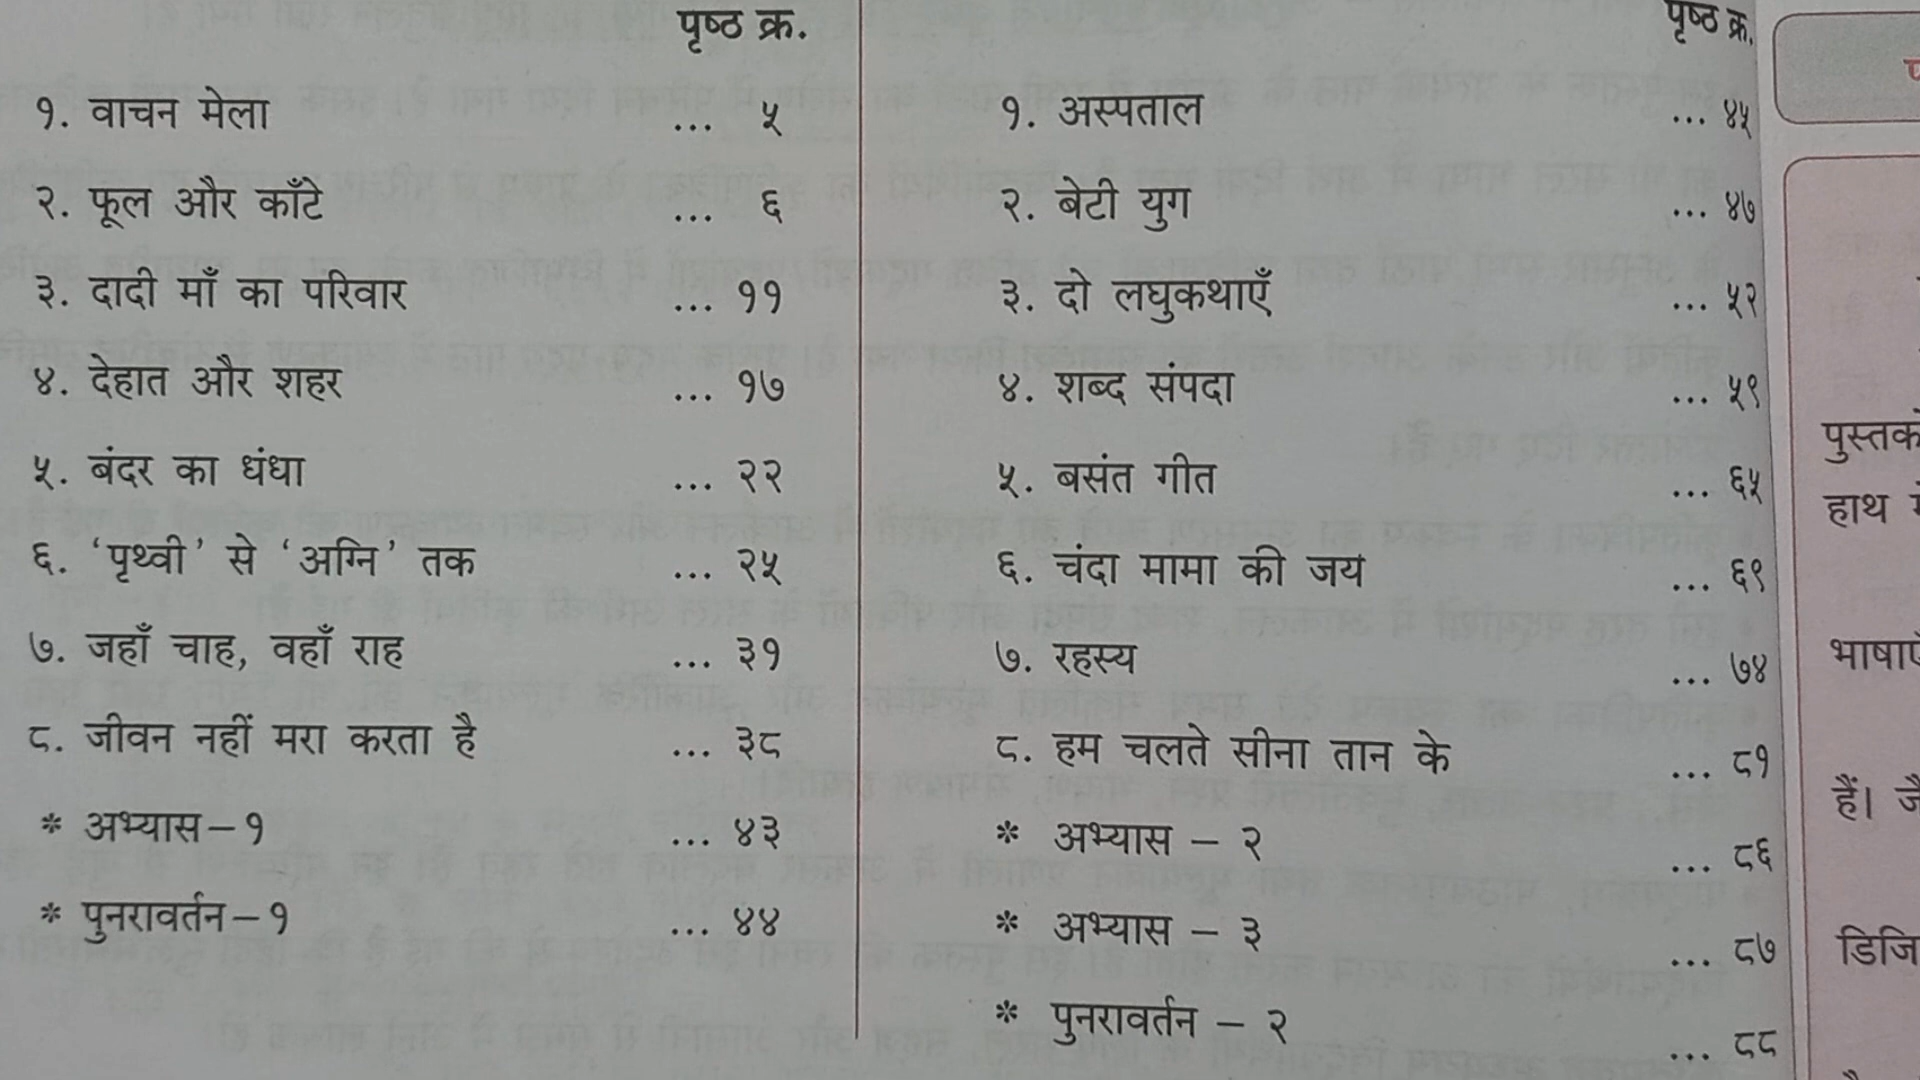 पृष्ठ क्र.
१. वाचन मेला ... ५
२. फूल और काँटे ... ६
३. दादी माँ का परिवार ... ११
४. देहात और शहर ... १७
५. बंदर का धंधा ... २२
६. ‘पृथ्वी’ से ‘अग्नि’ तक ... २५
७. जहाँ चाह, वहाँ राह ... ३१
८. जीवन नहीं मरा करता है ... ३८
* अभ्यास – १ ... ४३
* पुनरावर्तन – १ ... ४४
पृष्ठ क्र.
१. अस्पताल ... ४५
२. बेटी युग ... ४७
३. दो लघुकथाएँ ... ५२
४. शब्द संपदा ... ५९
५. बसंत गीत ... ६५
६. चंदा मामा की जय ... ६९
७. रहस्य ... ७४
८. हम चलते सीना तान के ... ८१
* अभ्यास – २ ... ८६
* अभ्यास – ३ ... ८७
* पुनरावर्तन – २ ... ८८
हाथ
हैं।